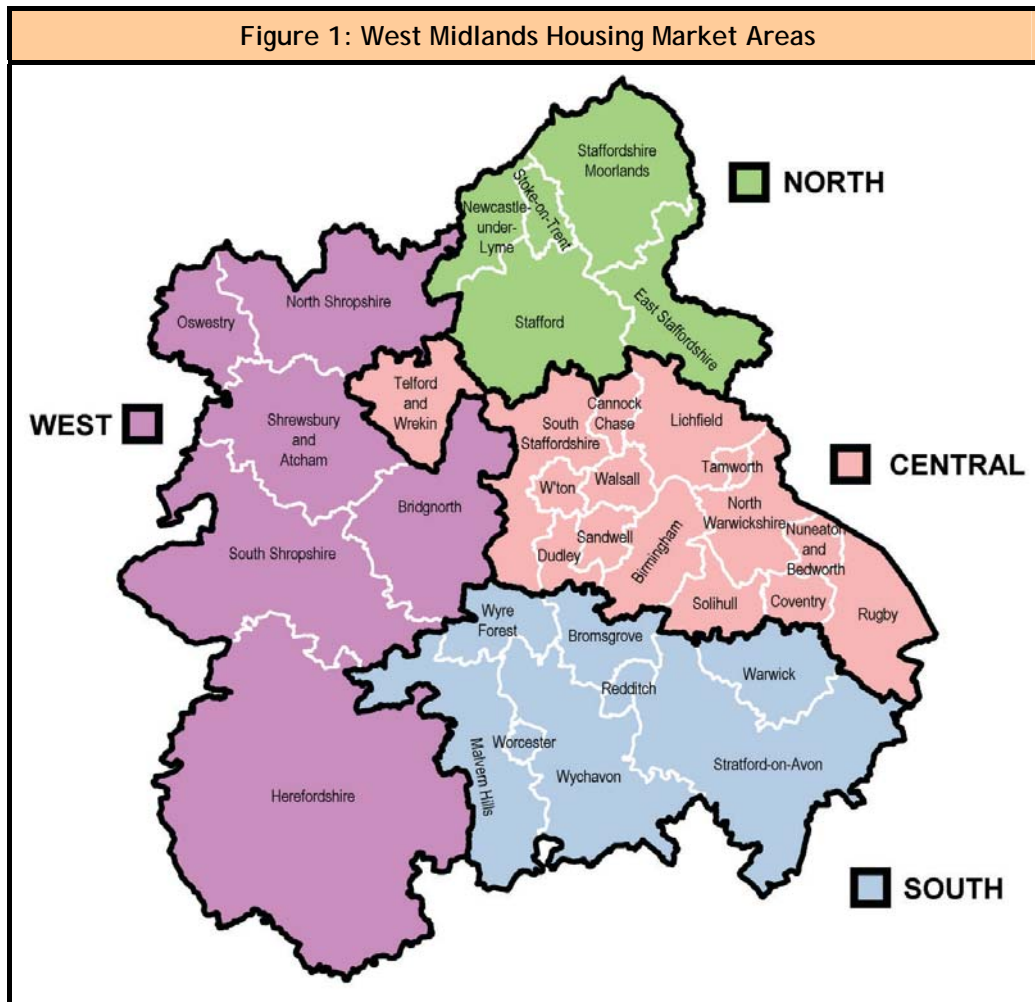 Figure 1: West Midlands Housing Market Areas
Staffordshire
Moorlands
NORTH
Newcastle-
under-
Lyme
Stoke-on-Trent
North Shropshire
Oswestry
Stafford
East Staffordshire
Telford
and
Wrekin
WEST
Shrewsbury
and
Atcham
Cannock
Chase
South
Staffordshire
Lichfield
CENTRAL
Tamworth
W'ton
Walsall
North
Warwickshire
Bridgnorth
Nuneaton
and
Bedworth
Sandwell
Dudley
Birmingham
South Shropshire
Solihull
Coventry
Rugby
Wyre
Forest
Bromsgrove
Warwick
Redditch
Worcester
Malvern Hills
Wychavon
Stratford-on-Avon
Herefordshire
SOUTH